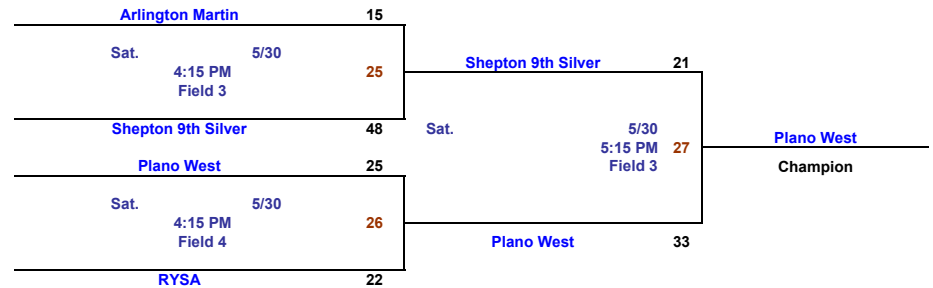 Arlington Martin 15
Sat. 5/30
4:15 PM 25
Field 3
Shepton 9th Silver 48
Plano West 25
Sat. 5/30
4:15 PM 26
Field 4
RYSA 22
Shepton 9th Silver 21
Sat. 5/30
5:15 PM 27
Field 3
Plano West 33
Plano West
Champion